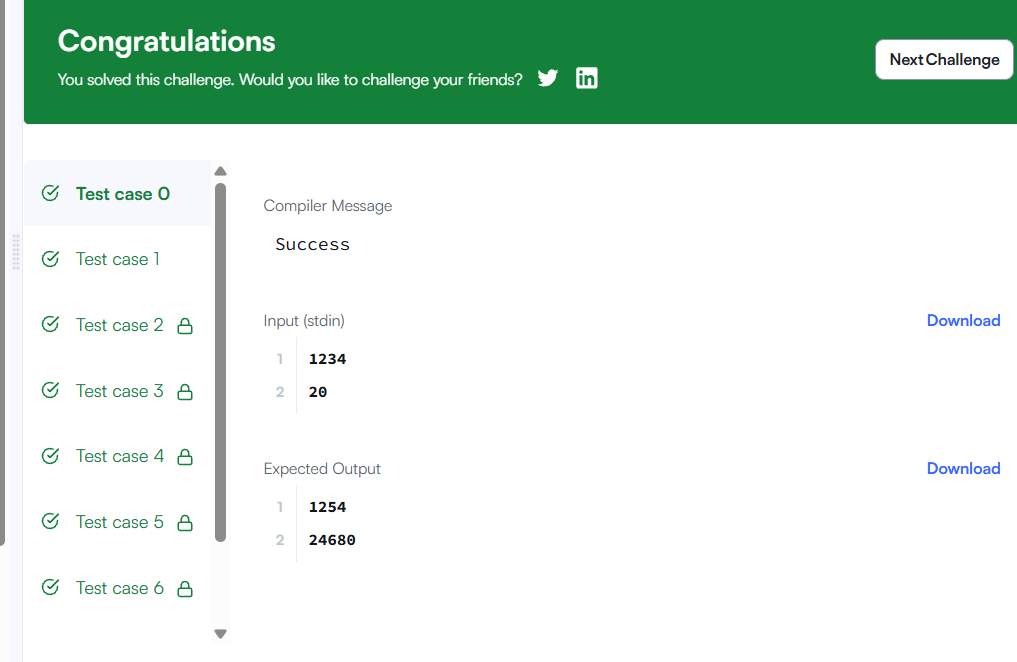 Congratulations
You solved this challenge. Would you like to challenge your friends?
Next Challenge
Test case 0
Test case 1
Test case 2
Test case 3
Test case 4
Test case 5
Test case 6
Compiler Message
Success
Input (stdin)
Download
1 1234
2 20
Expected Output
Download
1 1254
2 24680